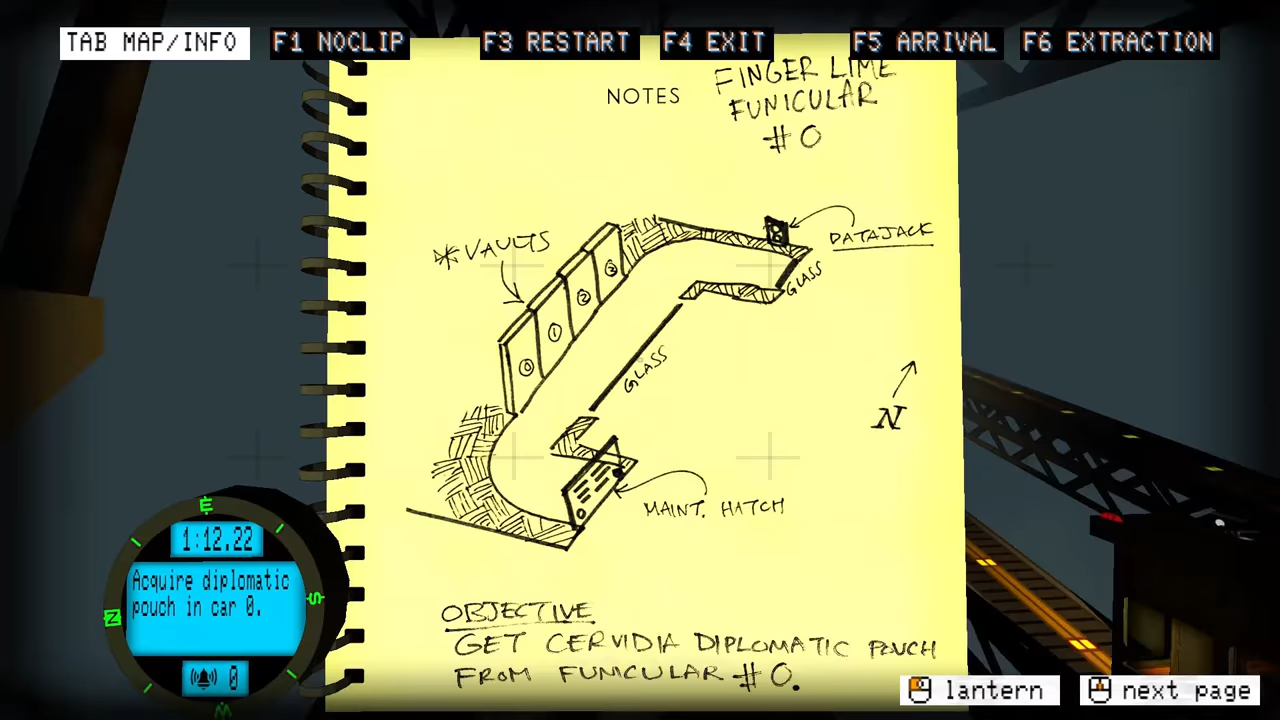 TAB MAP/INFO F1 NOCLIP F3 RESTART F4 EXIT F5 ARRIVAL F6 EXTRACTION
NOTES
FINGER LIME
FUNICULAR
#0
*VAULTS
DATAJACK
3
2
1
0
GLASS
GLASS
N
MAINT. HATCH
E
1:12.22
Acquire diplomatic
pouch in car 0.
N
S
W
0
OBJECTIVE
GET CERVIDIA DIPLOMATIC POUCH
FROM FUNICULAR #0.
lantern
next page